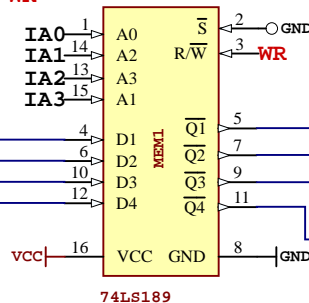 IA0 1 A0 S 2 GND
IA1 14 A2 R/W 3 WR
IA2 13 A3
IA3 15 A1
4 D1 Q1 5
6 D2 Q2 7
10 D3 Q3 9
12 D4 Q4 11
MEM1
VCC 16 VCC GND 8 GND
74LS189